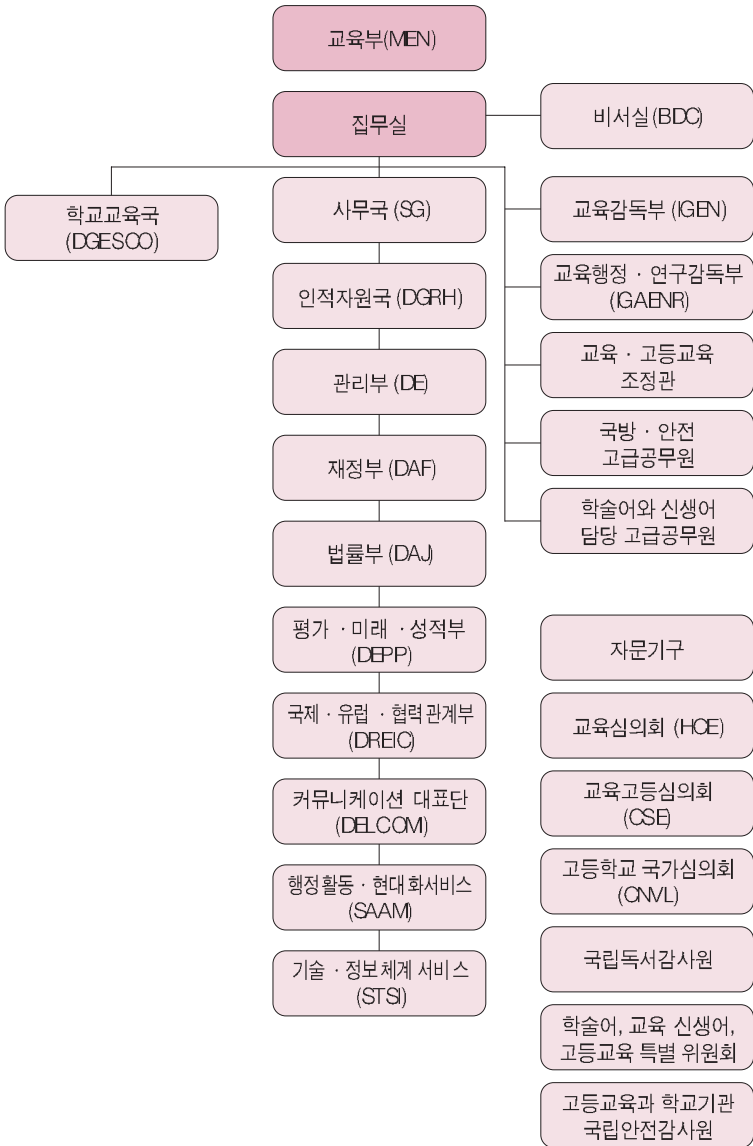 교육부(MEN)
집무실
비서실(BDC)
학교교육국
(DGESCO)
사무국 (SG)
인적자원국 (DGRH)
관리부 (DE)
재정부 (DAF)
법률부 (DAJ)
평가 · 미래 · 성적부
(DEPP)
국제 · 유럽 · 협력관계부
(DREIC)
커뮤니케이션 대표단
(DELCOM)
행정활동 · 현대화서비스
(SAAM)
기술 · 정보체계 서비스
(STSI)
교육감독부 (IGEN)
교육행정 · 연구감독부
(IGAENR)
교육 · 고등교육
조정관
국방 · 안전
고급공무원
학술어와 신생어
담당 고급공무원
자문기구
교육심의회 (HCE)
교육고등심의회
(CSE)
고등학교 국가심의회
(CNVL)
국립독서감사원
학술어, 교육 신생어,
고등교육 특별 위원회
고등교육과 학교기관
국립안전감사원